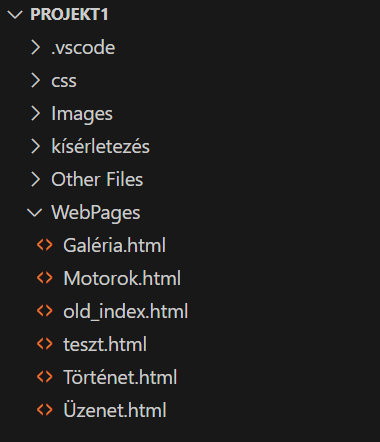 PROJEKT1
.vscode
css
Images
kísérletezés
Other Files
WebPages
Galéria.html
Motorok.html
old_index.html
teszt.html
Történet.html
Üzenet.html